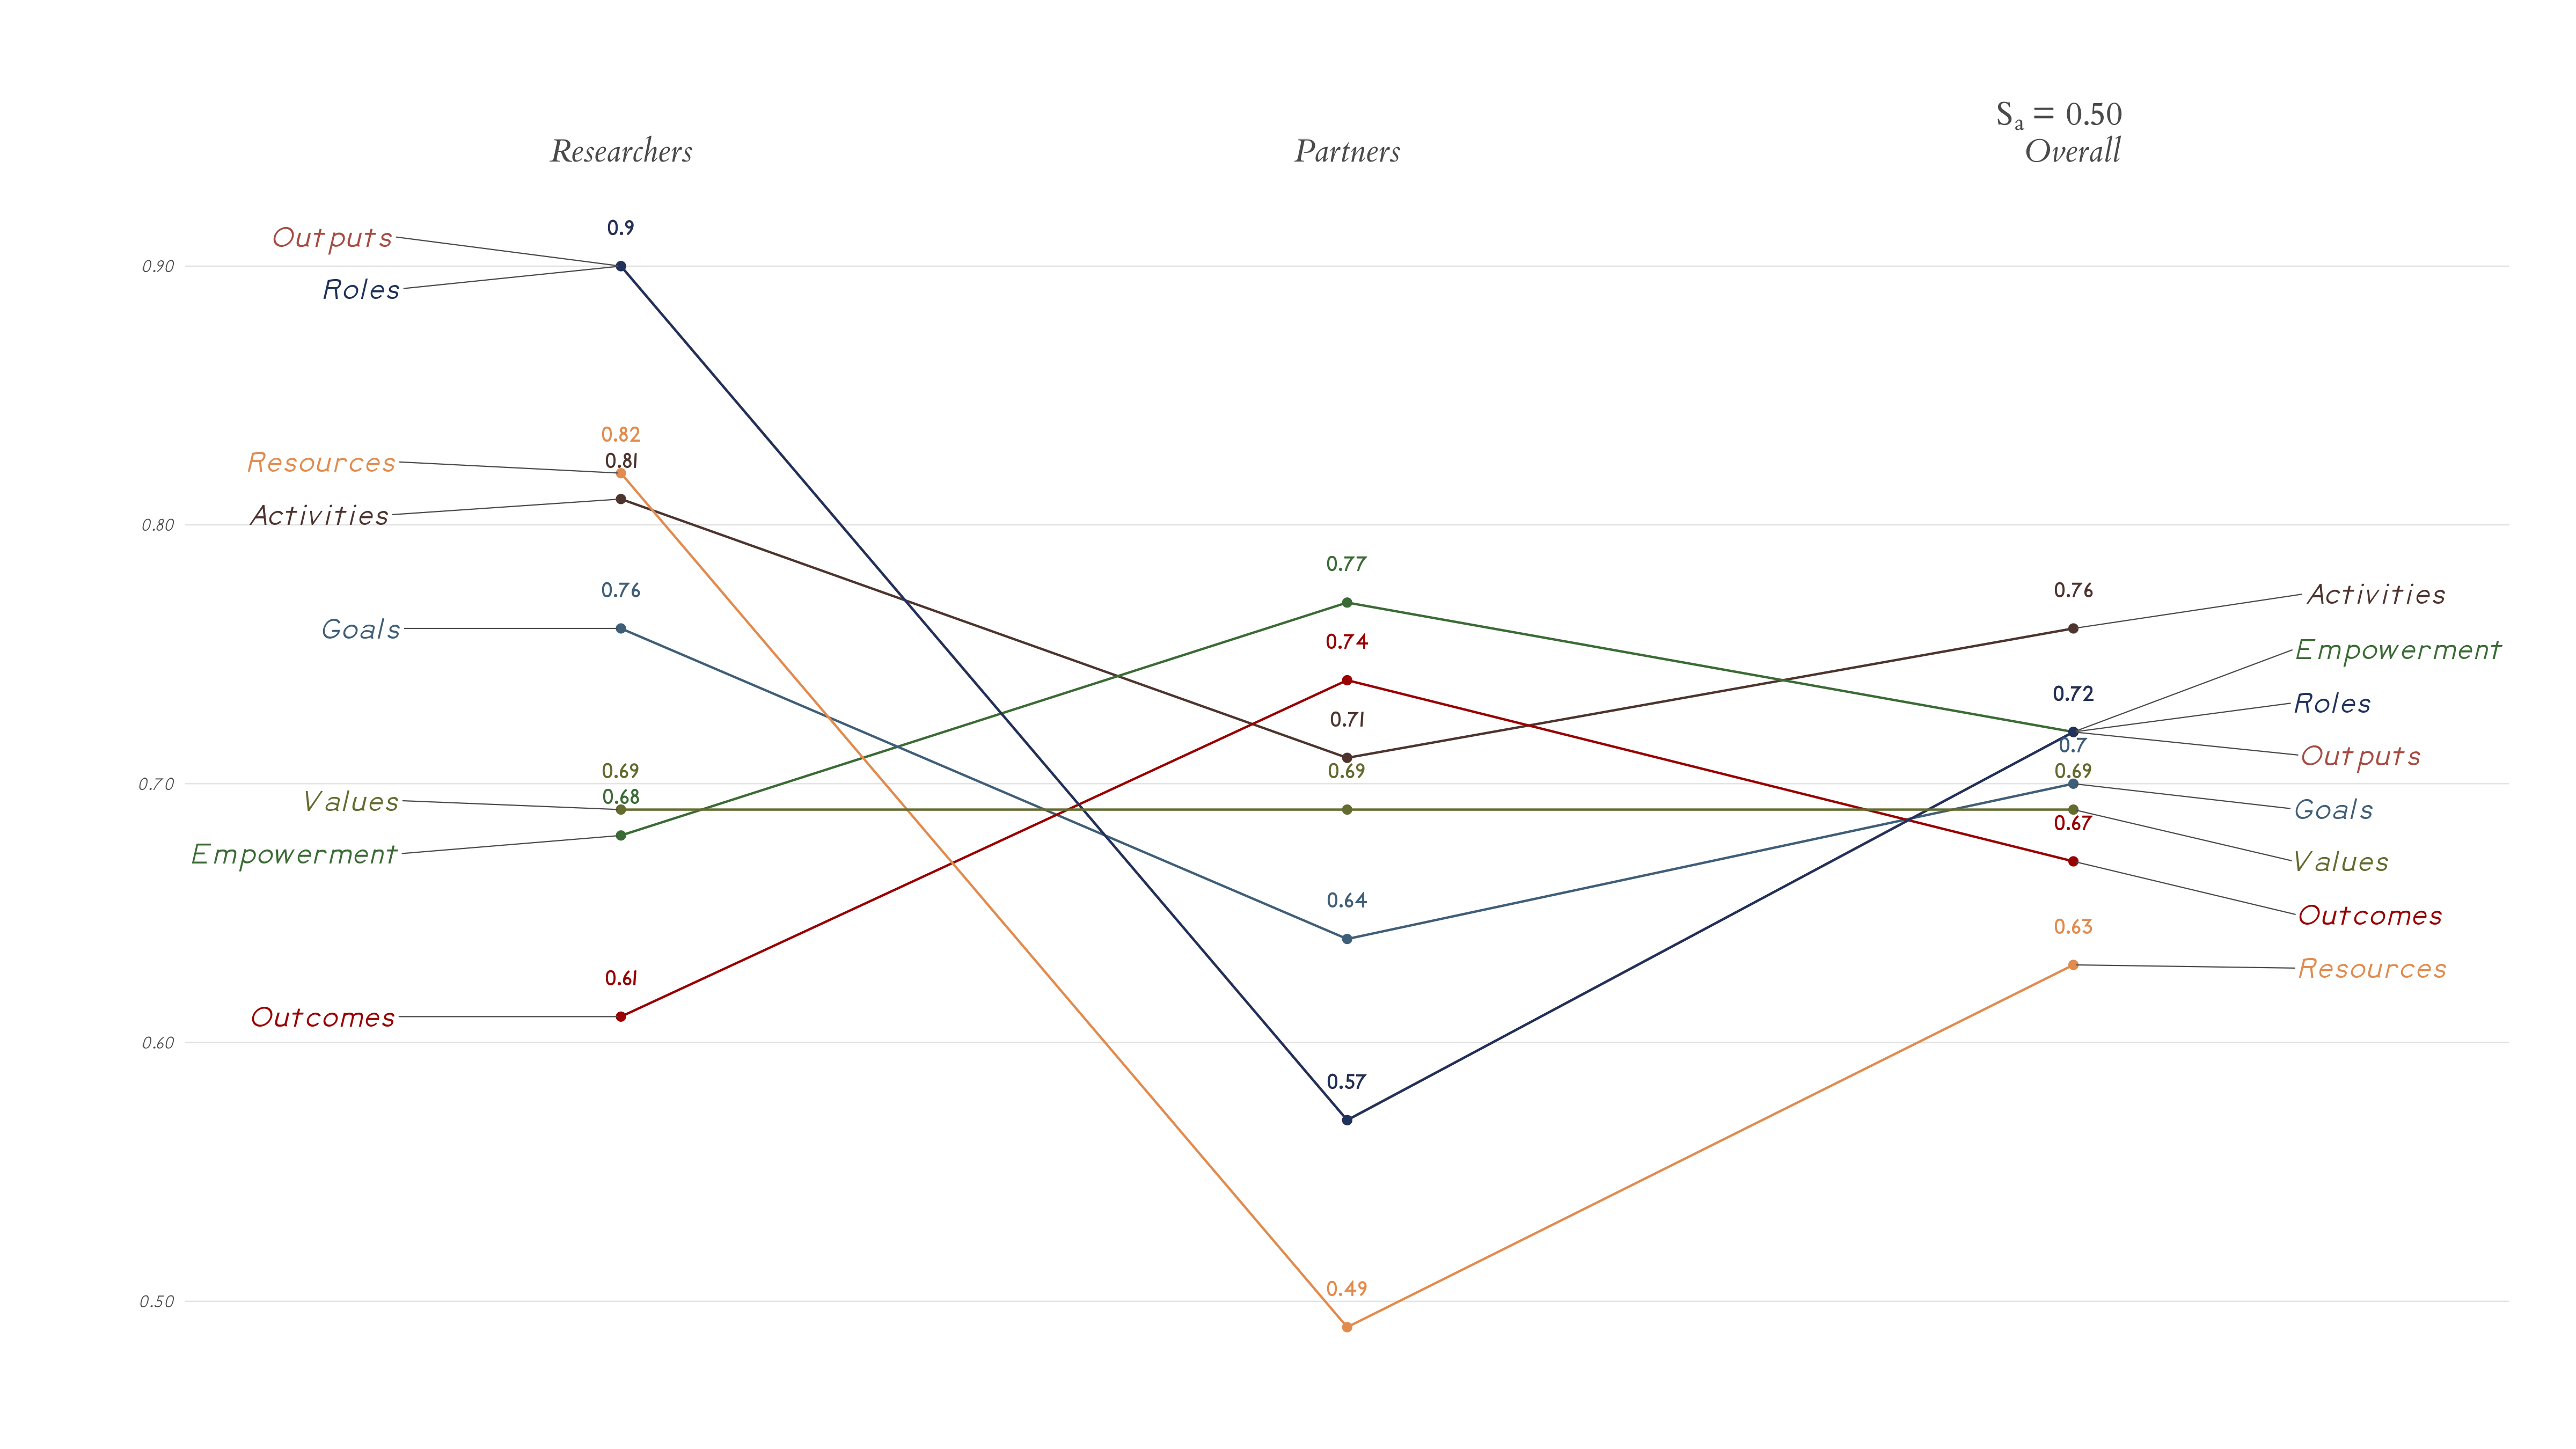 Sa = 0.50
Researchers Partners Overall
0.9
Outputs
0.90
Roles
0.82
Resources
0.81
Activities
0.80
0.77
0.76
0.76
Activities
Goals
0.74
Empowerment
0.72
Roles
0.71
0.7
Outputs
0.69
0.69
0.69
0.70
Values
0.68
Goals
0.67
Empowerment
Values
0.64
Outcomes
0.63
0.61
Resources
Outcomes
0.60
0.57
0.49
0.50